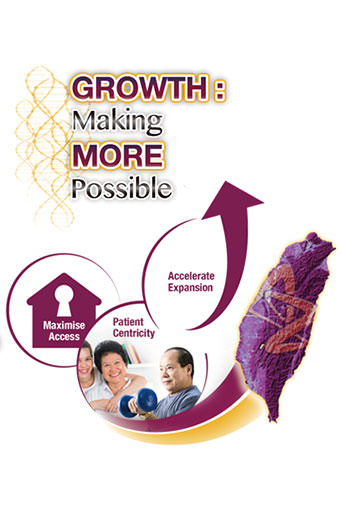 GROWTH :
Making
MORE
Possible
Accelerate
Expansion
Maximise
Access
Patient
Centricity